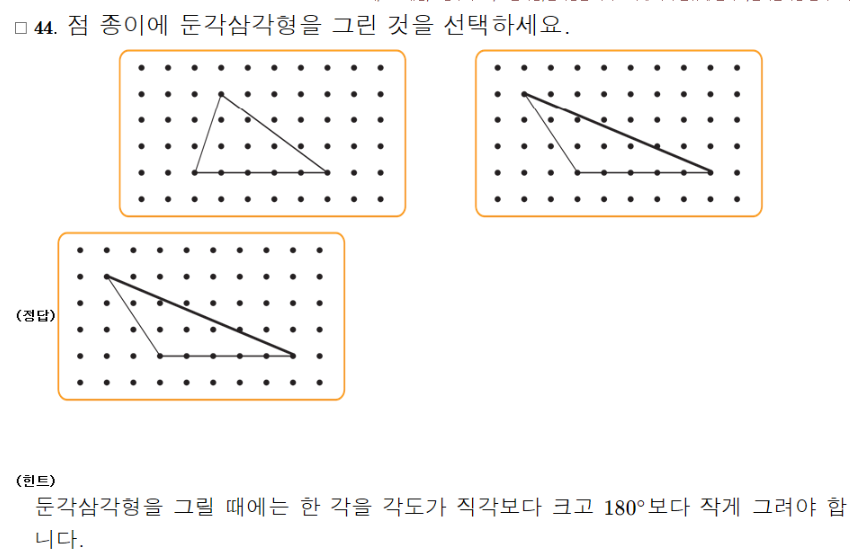 □ 44. 점 종이에 둔각삼각형을 그린 것을 선택하세요.
(정답)
(힌트)
둔각삼각형을 그릴 때에는 한 각을 각도가 직각보다 크고 180°보다 작게 그려야 합
니다.